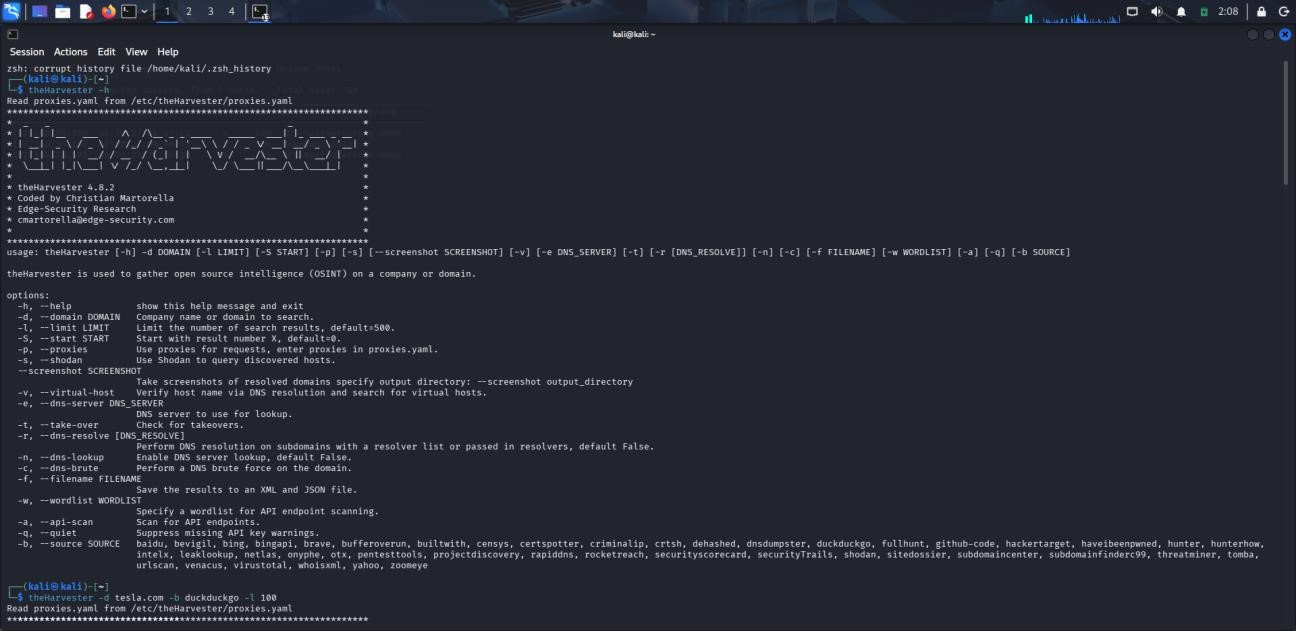 1 2 3 4
2:08
kali@kali: ~
Session Actions Edit View Help
zsh: corrupt history file /home/kali/.zsh_history
┌──(kali㉿kali)-[~]
└─$ theHarvester -h
Read proxies.yaml from /etc/theHarvester/proxies.yaml
*******************************************************************
theHarvester
* theHarvester 4.8.2 *
* Coded by Christian Martorella *
* Edge-Security Research *
* cmartorella@edge-security.com *
* *
*******************************************************************
usage: theHarvester [-h] -d DOMAIN [-l LIMIT] [-S START] [-p] [-s] [--screenshot SCREENSHOT] [-v] [-e DNS_SERVER] [-t] [-r [DNS_RESOLVE]] [-n] [-c] [-f FILENAME] [-w WORDLIST] [-a] [-q] [-b SOURCE]
theHarvester is used to gather open source intelligence (OSINT) on a company or domain.
options:
-h, --help show this help message and exit
-d, --domain DOMAIN Company name or domain to search.
-l, --limit LIMIT Limit the number of search results, default=500.
-S, --start START Start with result number X, default=0.
-p, --proxies Use proxies for requests, enter proxies in proxies.yaml.
-s, --shodan Use Shodan to query discovered hosts.
--screenshot SCREENSHOT
Take screenshots of resolved domains specify output directory: --screenshot output_directory
-v, --virtual-host Verify host name via DNS resolution and search for virtual hosts.
-e, --dns-server DNS_SERVER
DNS server to use for lookup.
-t, --take-over Check for takeovers.
-r, --dns-resolve [DNS_RESOLVE]
Perform DNS resolution on subdomains with a resolver list or passed in resolvers, default False.
-n, --dns-lookup Enable DNS server lookup, default False.
-c, --dns-brute Perform a DNS brute force on the domain.
-f, --filename FILENAME
Save the results to an XML and JSON file.
-w, --wordlist WORDLIST
Specify a wordlist for API endpoint scanning.
-a, --api-scan Scan for API endpoints.
-q, --quiet Suppress missing API key warnings.
-b, --source SOURCE baidu, bevigil, bing, bingapi, brave, bufferoverun, builtwith, censys, certspotter, criminalip, crtsh, dehashed, dnsdumpster, duckduckgo, fullhunt, github-code, hackertarget, haveibeenpwned, hunter, hunterhow,
intelx, leaklookup, netlas, onyphe, otx, pentesttools, projectdiscovery, rapiddns, rocketreach, securityscorecard, securityTrails, shodan, sitedossier, subdomaincenter, subdomainfinderc99, threatminer, tomba,
urlscan, venacus, virustotal, whoisxml, yahoo, zoomeye
┌──(kali㉿kali)-[~]
└─$ theHarvester -d tesla.com -b duckduckgo -l 100
Read proxies.yaml from /etc/theHarvester/proxies.yaml
*******************************************************************